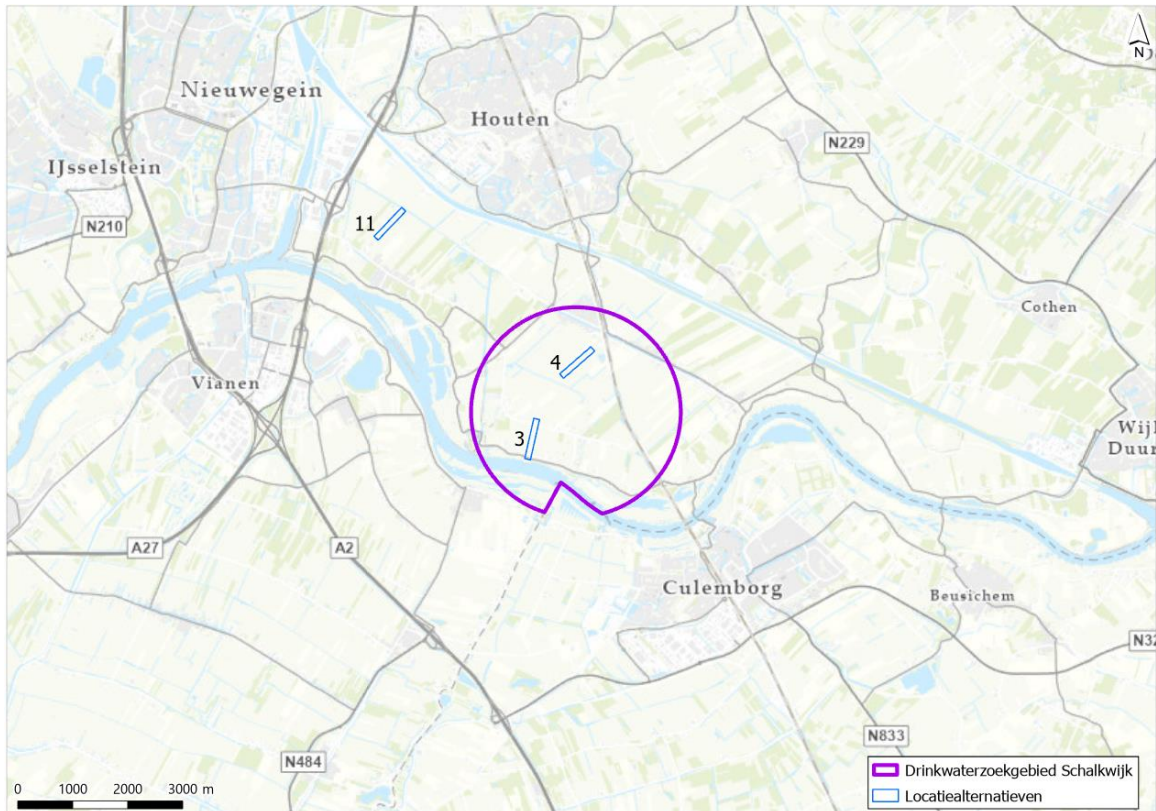 N
Nieuwegein
Houten
N229
IJsselstein
N210
11
Cothen
4
Vianen
3
Wijk
Duur
A27
A2
Culemborg
Beusichem
N32
N833
N484
0 1000 2000 3000 m
Drinkwaterzoekgebied Schalkwijk
Locatiealternatieven